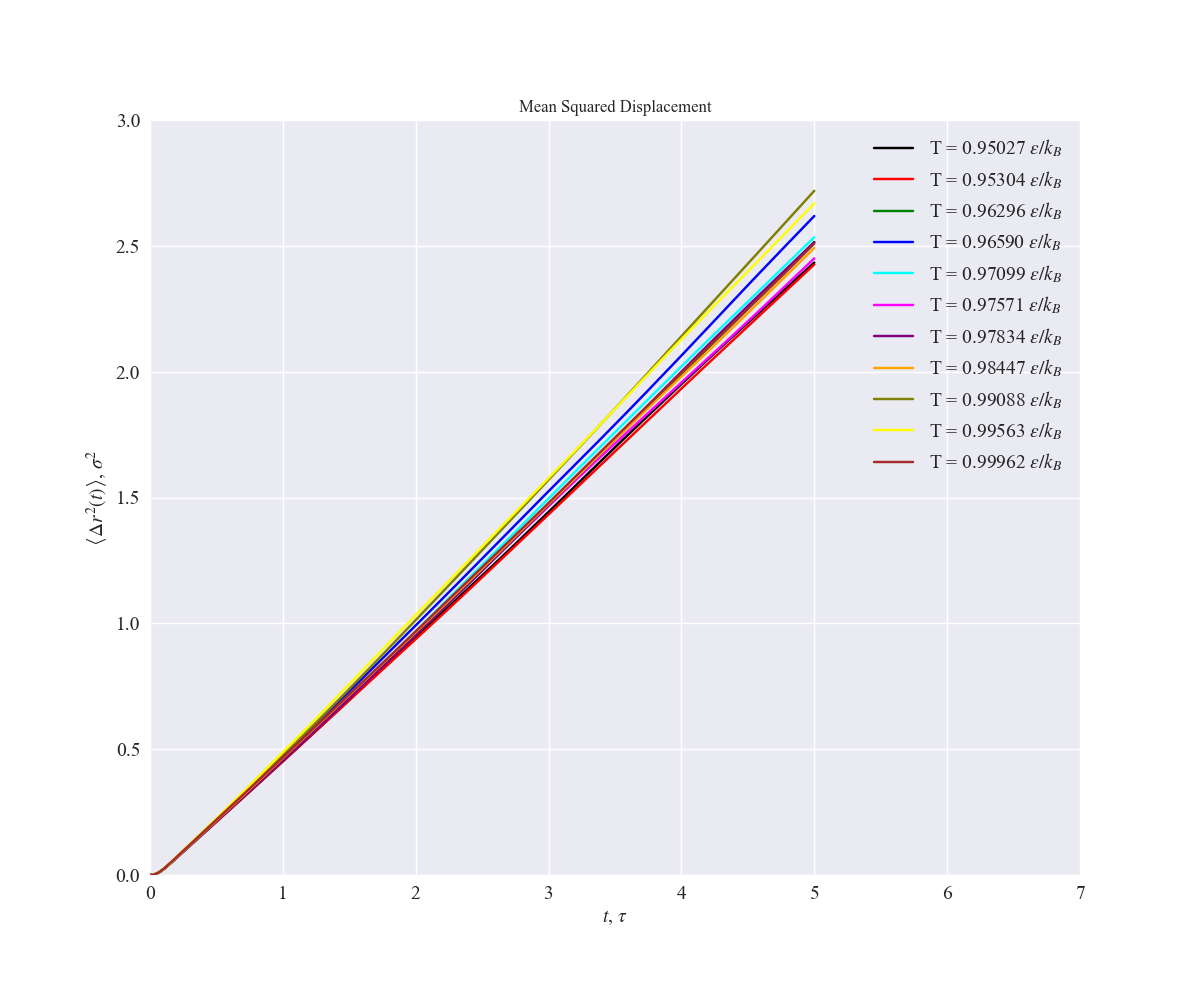 Mean Squared Displacement
3.0
2.5
2.0
1.5
1.0
0.5
0.0
⟨Δr²(t)⟩, σ²
T = 0.95027 ε/k_B
T = 0.95304 ε/k_B
T = 0.96296 ε/k_B
T = 0.96590 ε/k_B
T = 0.97099 ε/k_B
T = 0.97571 ε/k_B
T = 0.97834 ε/k_B
T = 0.98447 ε/k_B
T = 0.99088 ε/k_B
T = 0.99563 ε/k_B
T = 0.99962 ε/k_B
0 1 2 3 4 5 6 7
t, τ